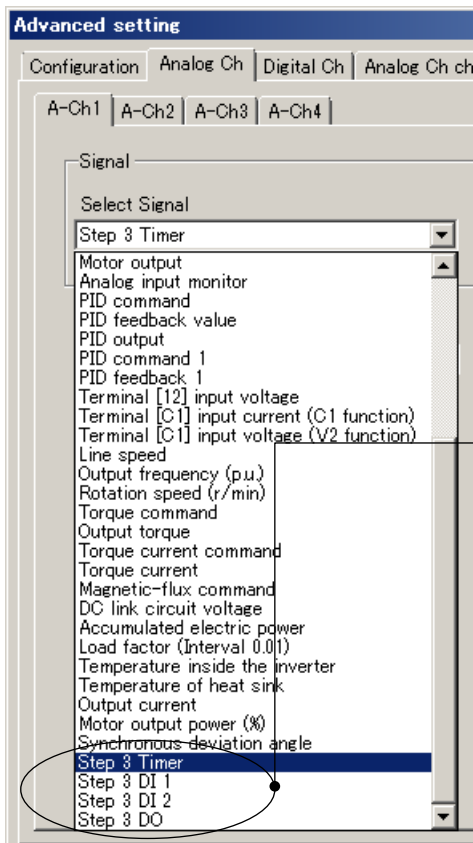 Advanced setting
Configuration Analog Ch Digital Ch Analog Ch ch
A-Ch1 A-Ch2 A-Ch3 A-Ch4
Signal
Select Signal
Step 3 Timer
Motor output
Analog input monitor
PID command
PID feedback value
PID output
PID command 1
PID feedback 1
Terminal [12] input voltage
Terminal [C1] input current (C1 function)
Terminal [C1] input voltage (V2 function)
Line speed
Output frequency (p.u.)
Rotation speed (r/min)
Torque command
Output torque
Torque current command
Torque current
Magnetic-flux command
DC link circuit voltage
Accumulated electric power
Load factor (Interval 0.01)
Temperature inside the inverter
Temperature of heat sink
Output current
Motor output power (%)
Synchronous deviation angle
Step 3 Timer
Step 3 DI 1
Step 3 DI 2
Step 3 DO